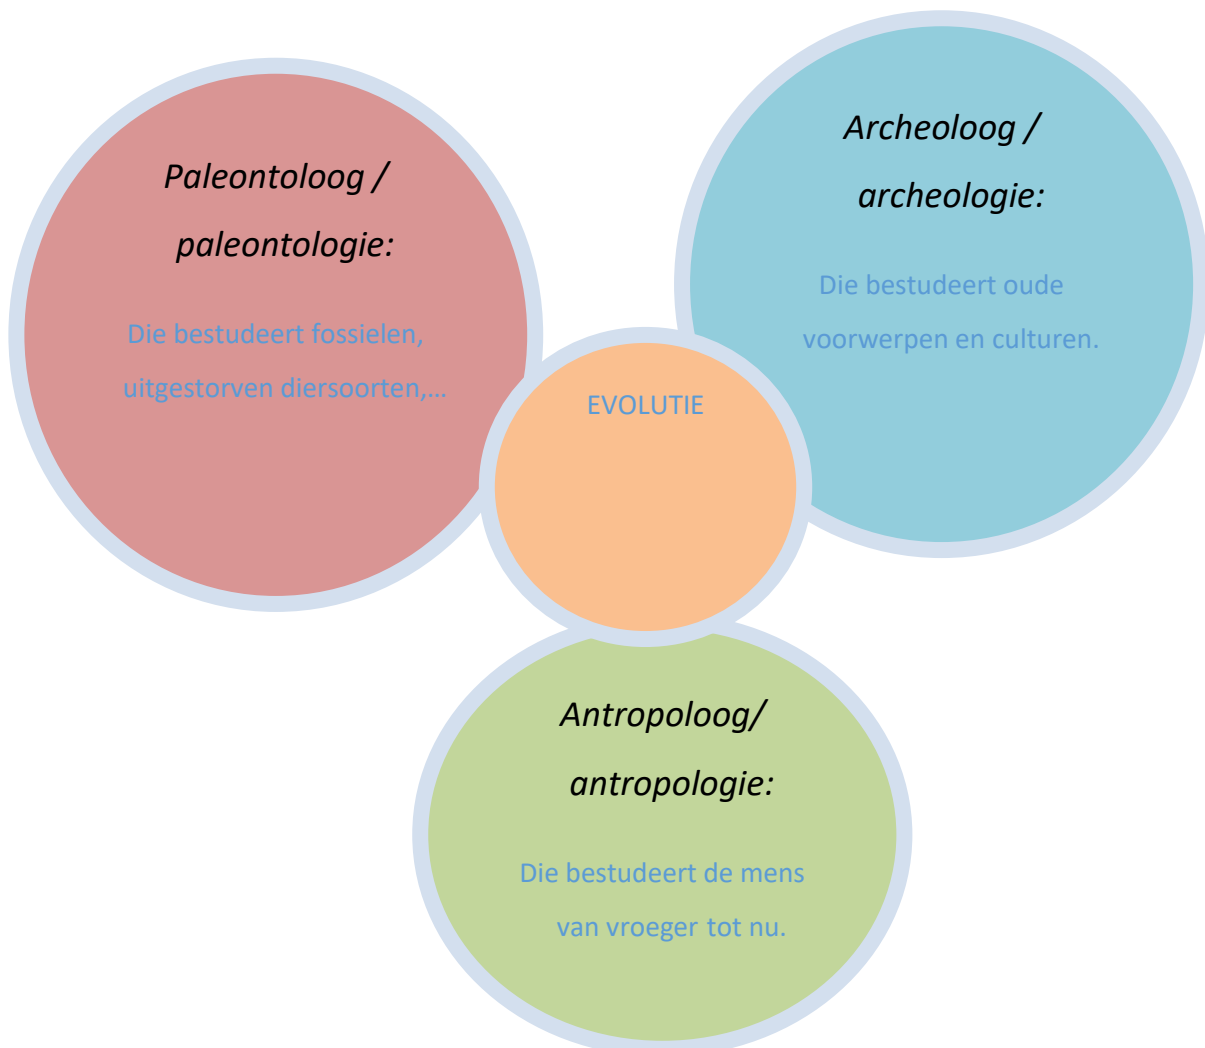 Paleontoloog /
paleontologie:
Die bestudeert fossielen,
uitgestorven diersoorten,...
Archeoloog /
archeologie:
Die bestudeert oude
voorwerpen en culturen.
EVOLUTIE
Antropoloog/
antropologie:
Die bestudeert de mens
van vroeger tot nu.